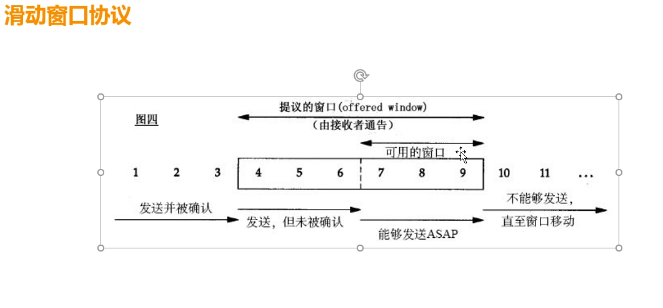 滑动窗口协议
提议的窗口(offered window)
图四
(由接收者通告)
可用的窗口
1 2 3 4 5 6 7 8 9 10 11 ...
发送并被确认
发送，但未被确认
能够发送ASAP
不能够发送，
直至窗口移动